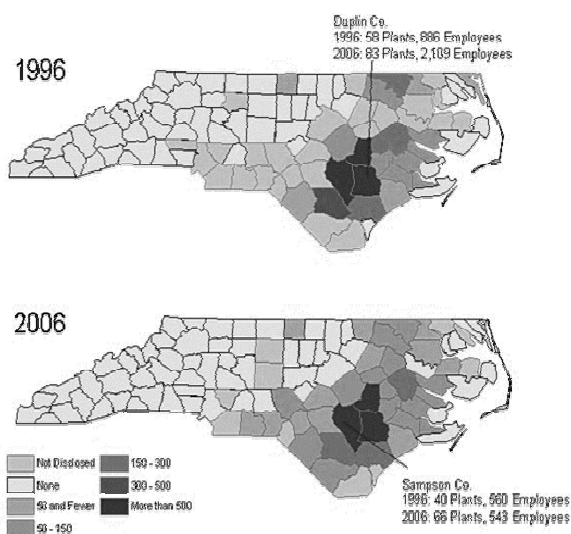 Duplin Co.
1996: 58 Plants, 886 Employees
2006: 83 Plants, 2,109 Employees
1996
2006
Not Disclosed
None
50 and Fewer
50 - 150
150 - 300
300 - 500
More than 500
Sampson Co.
1996: 40 Plants, 560 Employees
2006: 66 Plants, 543 Employees